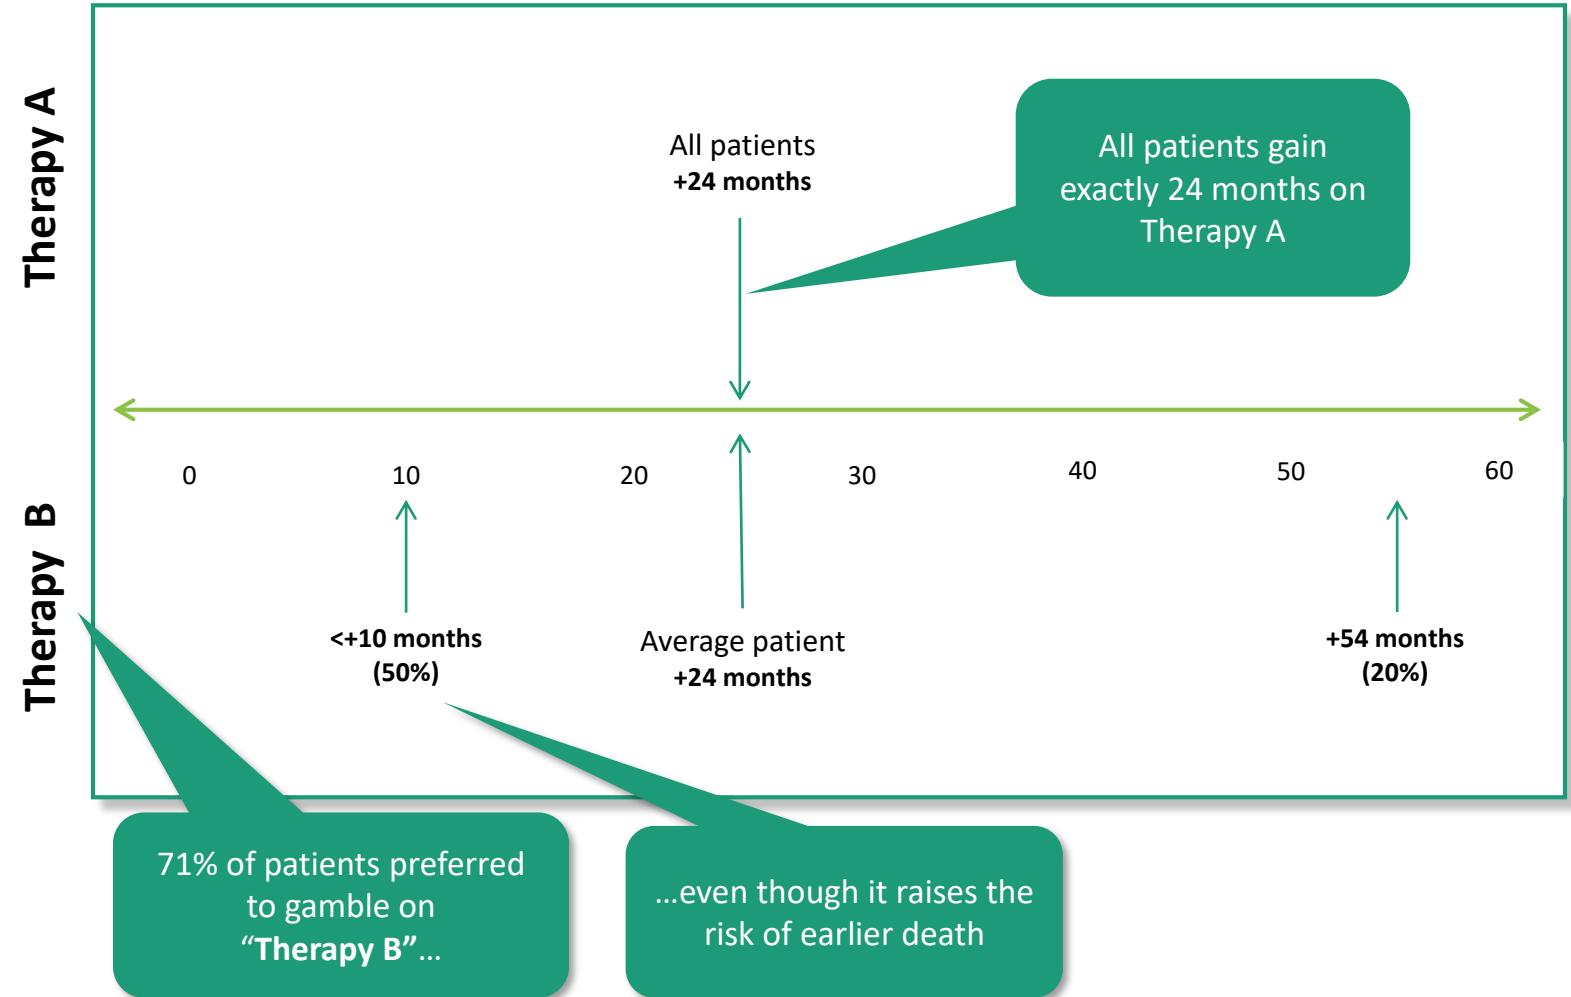 Therapy A
All patients
+24 months
All patients gain
exactly 24 months on
Therapy A
0 10 20 30 40 50 60
Therapy B
<+10 months
(50%)
Average patient
+24 months
+54 months
(20%)
71% of patients preferred
to gamble on
“Therapy B”…
…even though it raises the
risk of earlier death